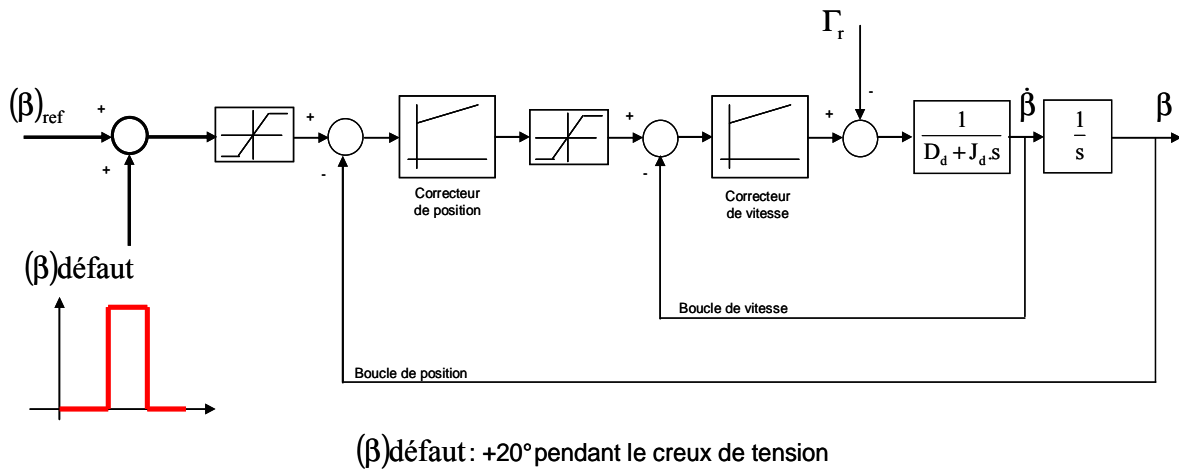 Γr
(β)ref
+
+
+
-
Correcteur
de position
+
-
Correcteur
de vitesse
+
-
1
Dd + Jd.s
β̇
1
s
β
(β)défaut
Boucle de vitesse
Boucle de position
(β)défaut : +20° pendant le creux de tension